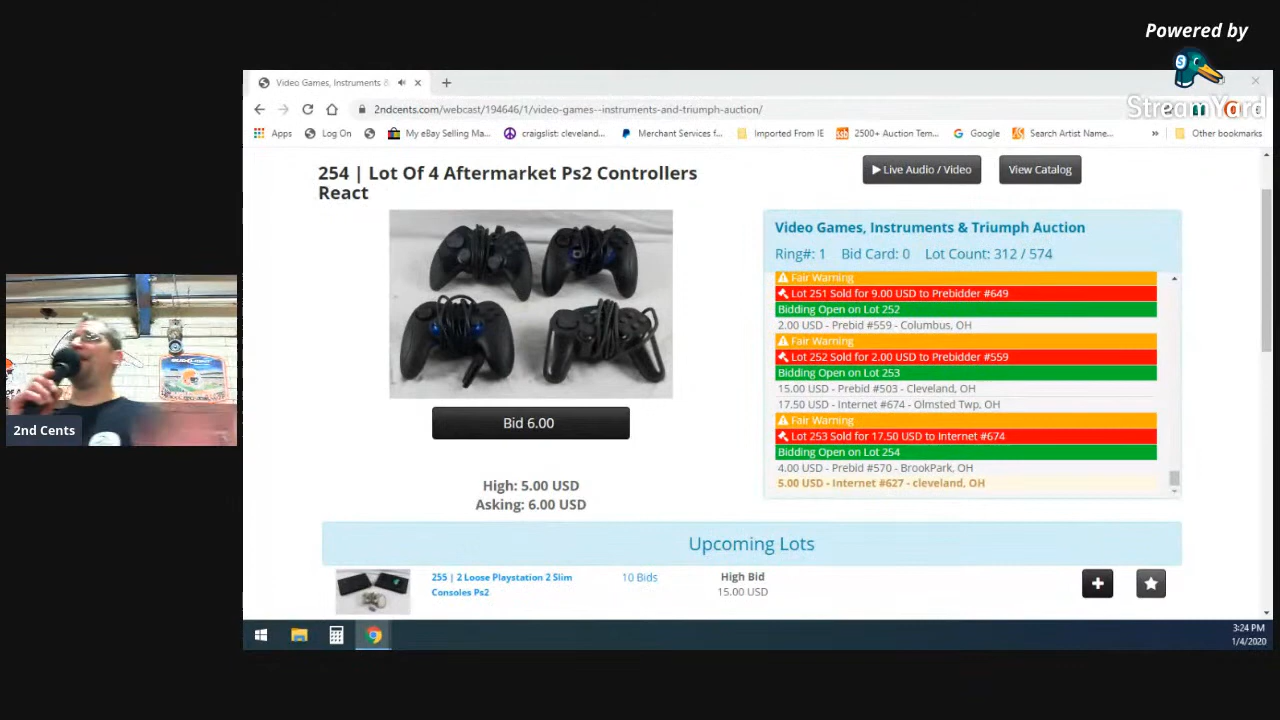 Powered by
StreamYard
Video Games, Instruments &
2ndcents.com/webcast/194646/1/video-games--instruments-and-triumph-auction/
Apps
Log On
My eBay Selling Ma...
craigslist: cleveland...
Merchant Services f...
Imported From IE
2500+ Auction Tem...
Google
Search Artist Name...
»
Other bookmarks
254 | Lot Of 4 Aftermarket Ps2 Controllers
React
Live Audio / Video
View Catalog
Bid 6.00
High: 5.00 USD
Asking: 6.00 USD
Video Games, Instruments & Triumph Auction
Ring#: 1 Bid Card: 0 Lot Count: 312 / 574
Fair Warning
Lot 251 Sold for 9.00 USD to Prebidder #649
Bidding Open on Lot 252
2.00 USD - Prebid #559 - Columbus, OH
Fair Warning
Lot 252 Sold for 2.00 USD to Prebidder #559
Bidding Open on Lot 253
15.00 USD - Prebid #503 - Cleveland, OH
17.50 USD - Internet #674 - Olmsted Twp, OH
Fair Warning
Lot 253 Sold for 17.50 USD to Internet #674
Bidding Open on Lot 254
4.00 USD - Prebid #570 - BrookPark, OH
5.00 USD - Internet #627 - cleveland, OH
2nd Cents
Upcoming Lots
255 | 2 Loose Playstation 2 Slim
Consoles Ps2
10 Bids
High Bid
15.00 USD
3:24 PM
1/4/2020